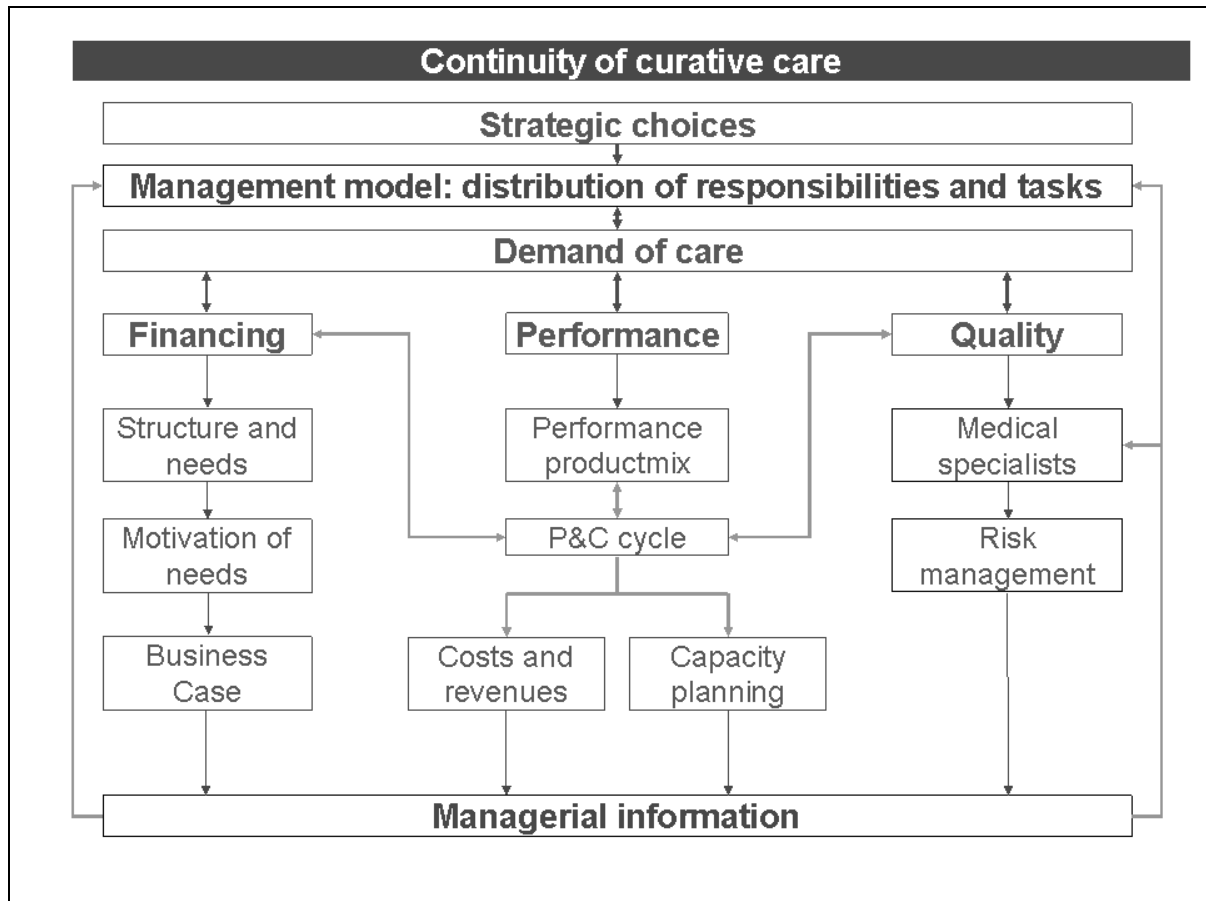 Continuity of curative care
Strategic choices
Management model: distribution of responsibilities and tasks
Demand of care
Financing
Performance
Quality
Structure and
needs
Performance
productmix
Medical
specialists
Motivation of
needs
P&C cycle
Risk
management
Business
Case
Costs and
revenues
Capacity
planning
Managerial information